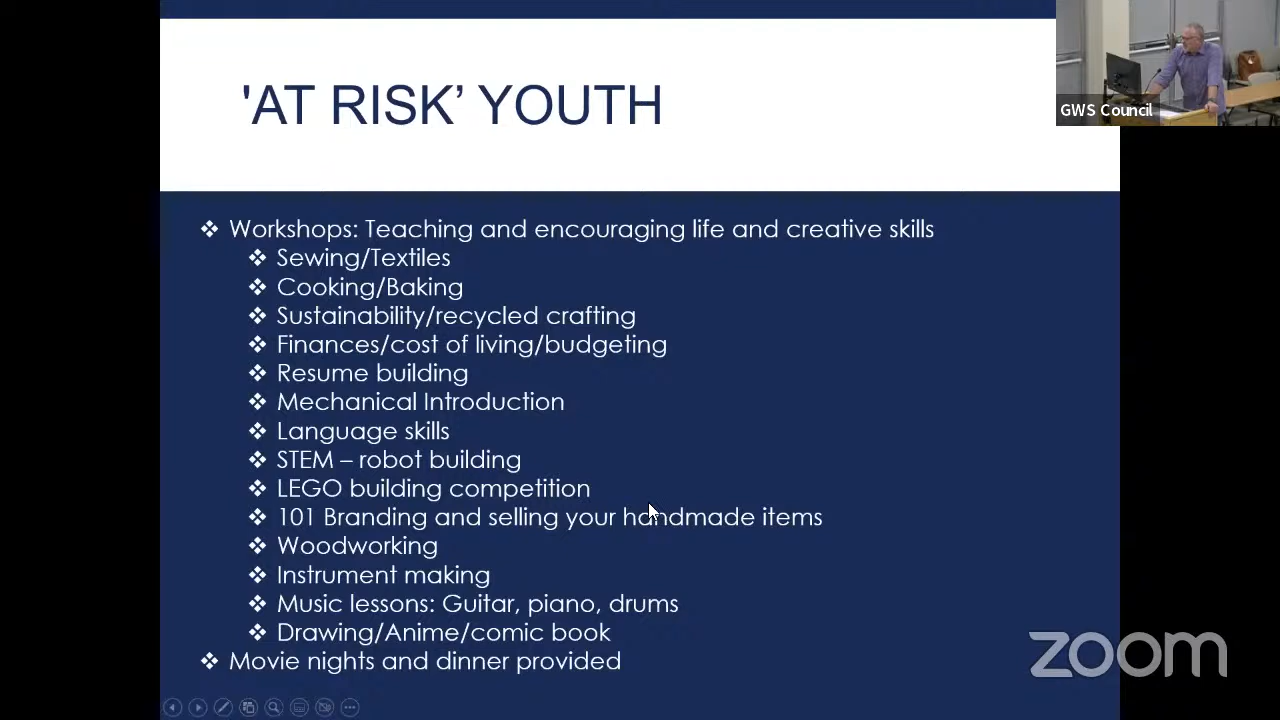 'AT RISK’ YOUTH
GWS Council
❖ Workshops: Teaching and encouraging life and creative skills
❖ Sewing/Textiles
❖ Cooking/Baking
❖ Sustainability/recycled crafting
❖ Finances/cost of living/budgeting
❖ Resume building
❖ Mechanical Introduction
❖ Language skills
❖ STEM – robot building
❖ LEGO building competition
❖ 101 Branding and selling your handmade items
❖ Woodworking
❖ Instrument making
❖ Music lessons: Guitar, piano, drums
❖ Drawing/Anime/comic book
❖ Movie nights and dinner provided
zoom